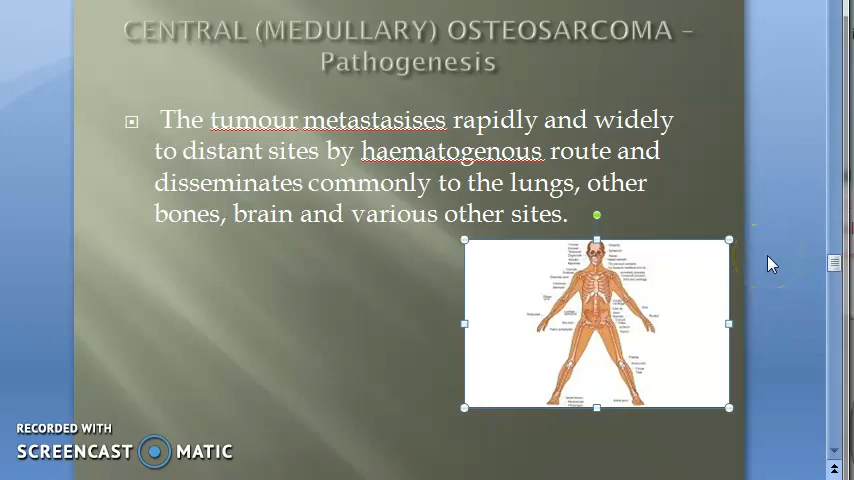 CENTRAL (MEDULLARY) OSTEOSARCOMA –
Pathogenesis
The tumour metastasises rapidly and widely
to distant sites by haematogenous route and
disseminates commonly to the lungs, other
bones, brain and various other sites.
RECORDED WITH
SCREENCAST MATIC